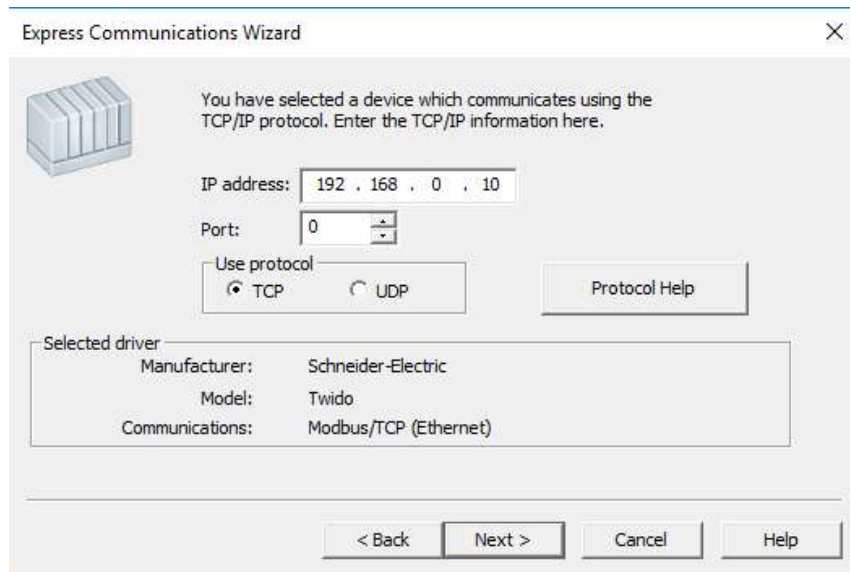 Express Communications Wizard
You have selected a device which communicates using the
TCP/IP protocol. Enter the TCP/IP information here.
IP address: 192 . 168 . 0 . 10
Port: 0
Use protocol
TCP UDP
Protocol Help
Selected driver
Manufacturer: Schneider-Electric
Model: Twido
Communications: Modbus/TCP (Ethernet)
< Back Next > Cancel Help